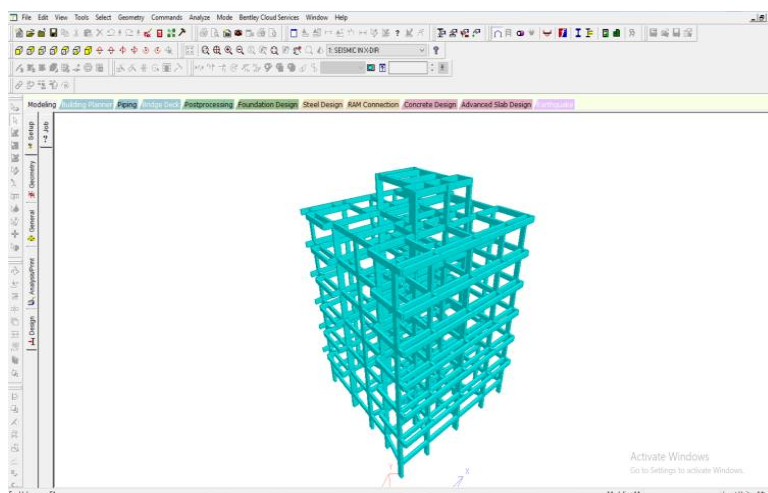 File Edit View Tools Select Geometry Commands Analyze Mode Bentley Cloud Services Window Help
1: SEISMIC IN X-DIR
Modeling Building Planner Piping Bridge Deck Postprocessing Foundation Design Steel Design RAM Connection Concrete Design Advanced Slab Design Earthquake
Job
Setup
Geometry
General
Analysis/Print
Design
X
Z
Activate Windows
Go to Settings to activate Windows.